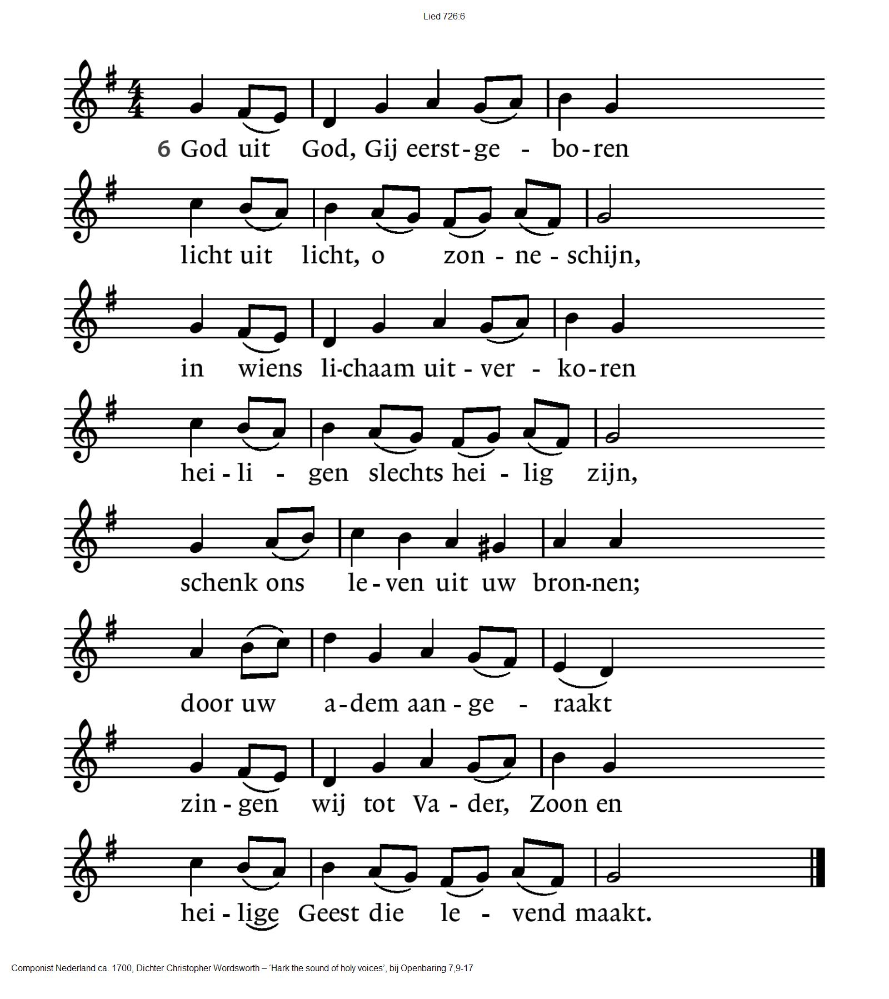 Lied 726:6
4
4
6 God uit God, Gij eerst-ge - bo-ren
licht uit licht, o zon - ne - schijn,
in wiens li-chaam uit - ver - ko-ren
hei - li - gen slechts hei - lig zijn,
schenk ons le - ven uit uw bron-nen;
door uw a-dem aan - ge - raakt
zin - gen wij tot Va - der, Zoon en
hei - lige Geest die le - vend maakt.
Componist Nederland ca. 1700, Dichter Christopher Wordsworth – ‘Hark the sound of holy voices’, bij Openbaring 7,9-17